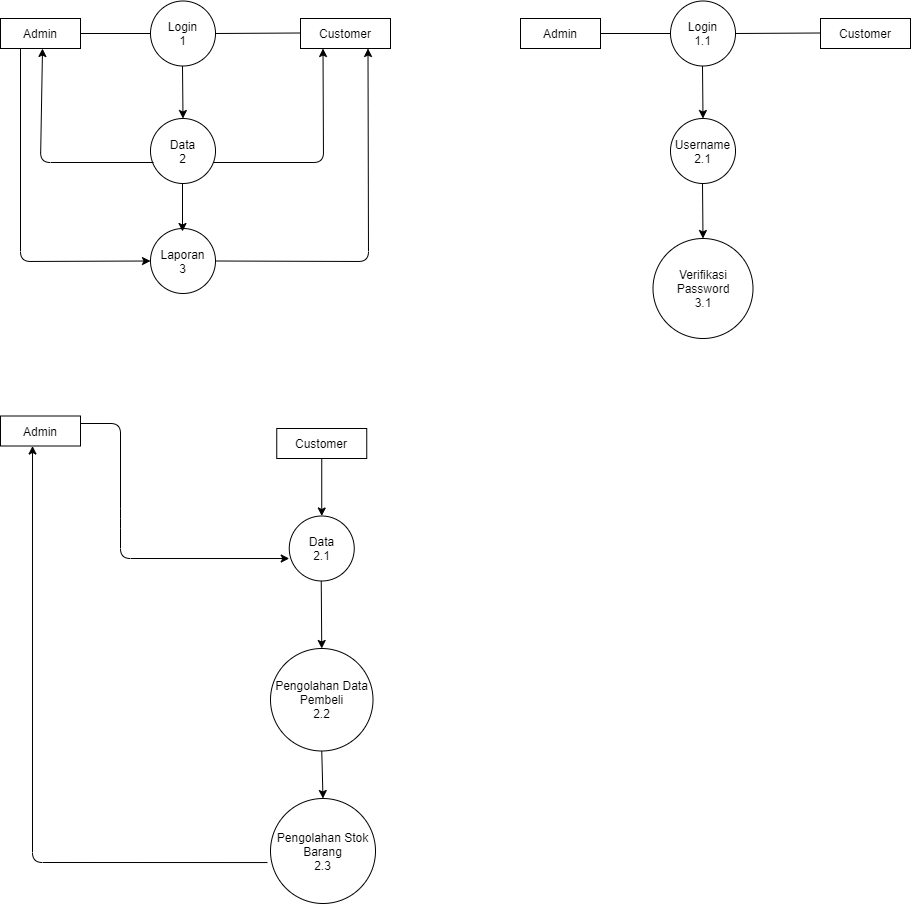 Admin
Login
1
Customer
Data
2
Laporan
3
Admin
Login
1.1
Customer
Username
2.1
Verifikasi
Password
3.1
Admin
Customer
Data
2.1
Pengolahan Data
Pembeli
2.2
Pengolahan Stok
Barang
2.3